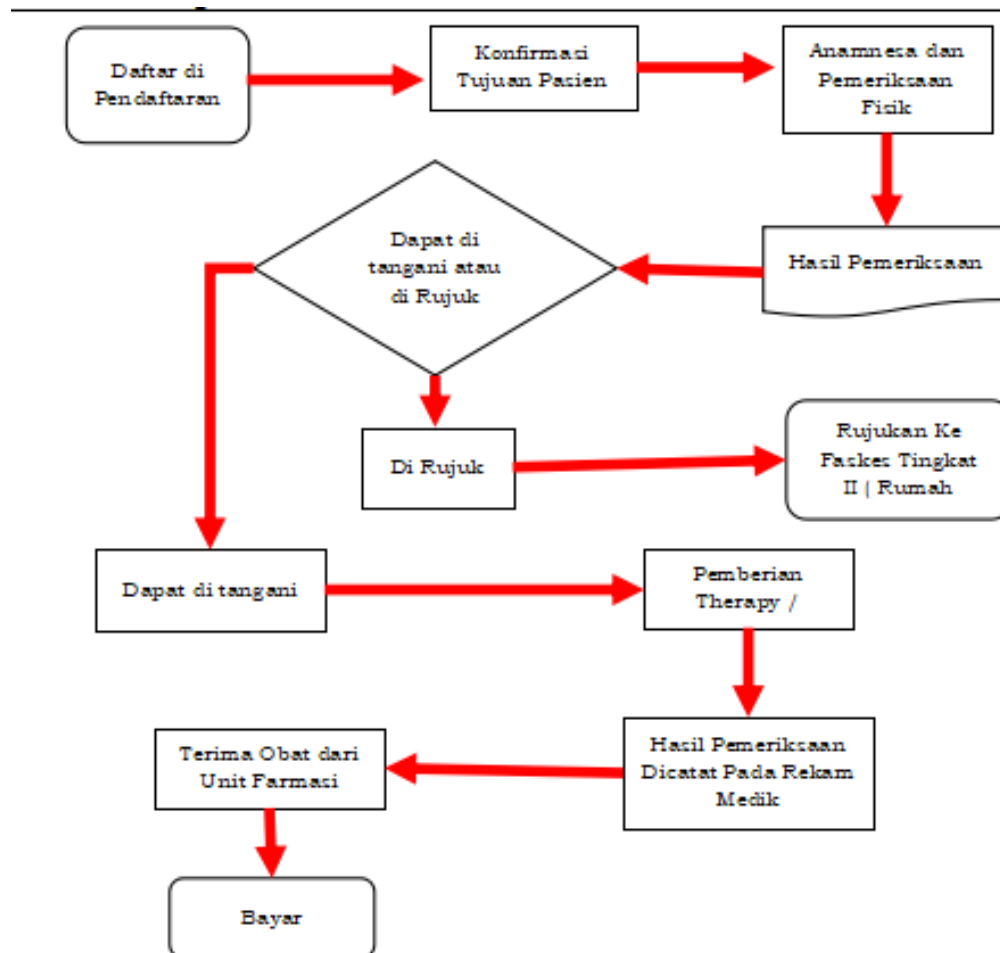 Daftar di
Pendaftaran
Konfirmasi
Tujuan Pasien
Anamnesa dan
Pemeriksaan
Fisik
Hasil Pemeriksaan
Dapat di
tangani atau
di Rujuk
Di Rujuk
Rujukan Ke
Faskes Tingkat
II ( Rumah
Dapat di tangani
Pemberian
Therapy /
Hasil Pemeriksaan
Dicatat Pada Rekam
Medik
Terima Obat dari
Unit Farmasi
Bayar